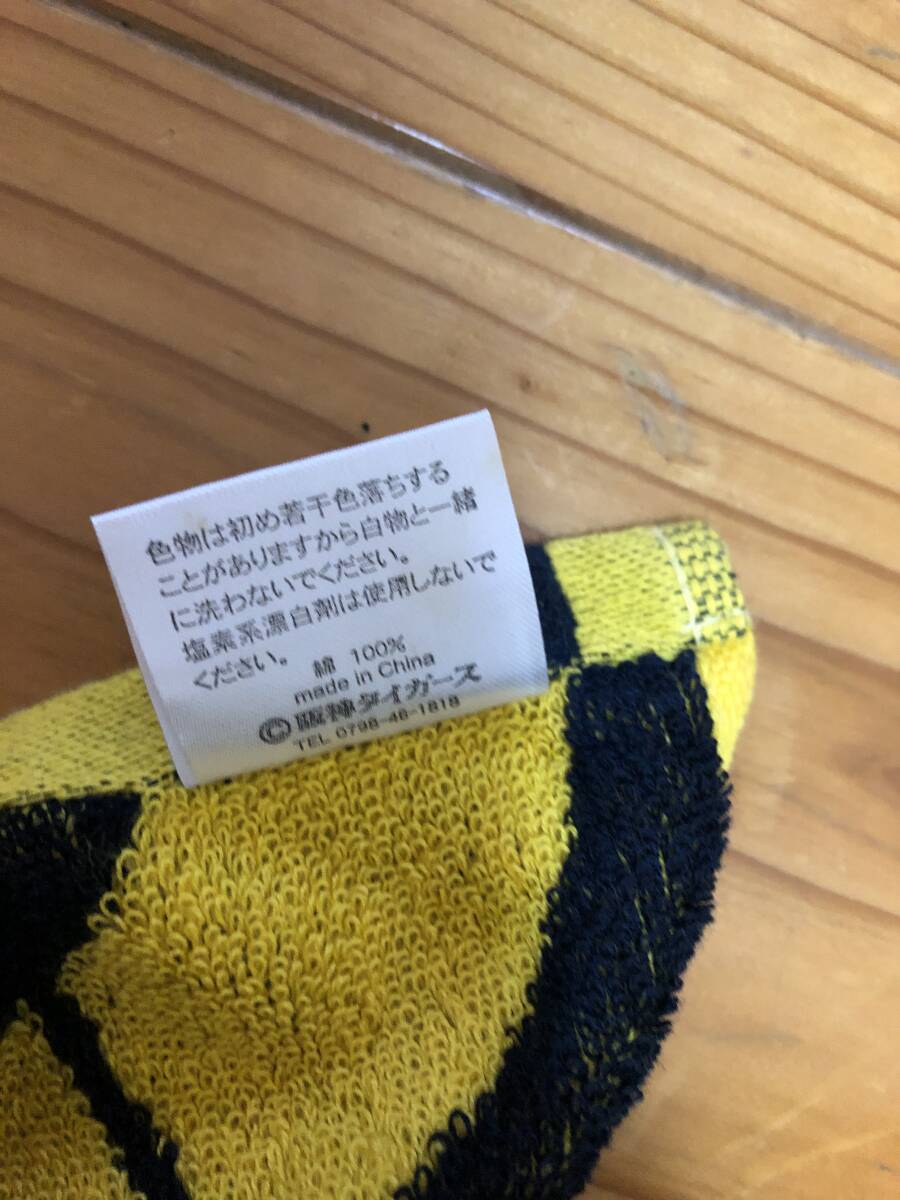 色物は初め若干色落ちする
ことがありますから白物と一緒
に洗わないでください。
塩素系漂白剤は使用しないで
ください。
綿 100%
made in China
©阪神タイガース
TEL 0798-46-1818